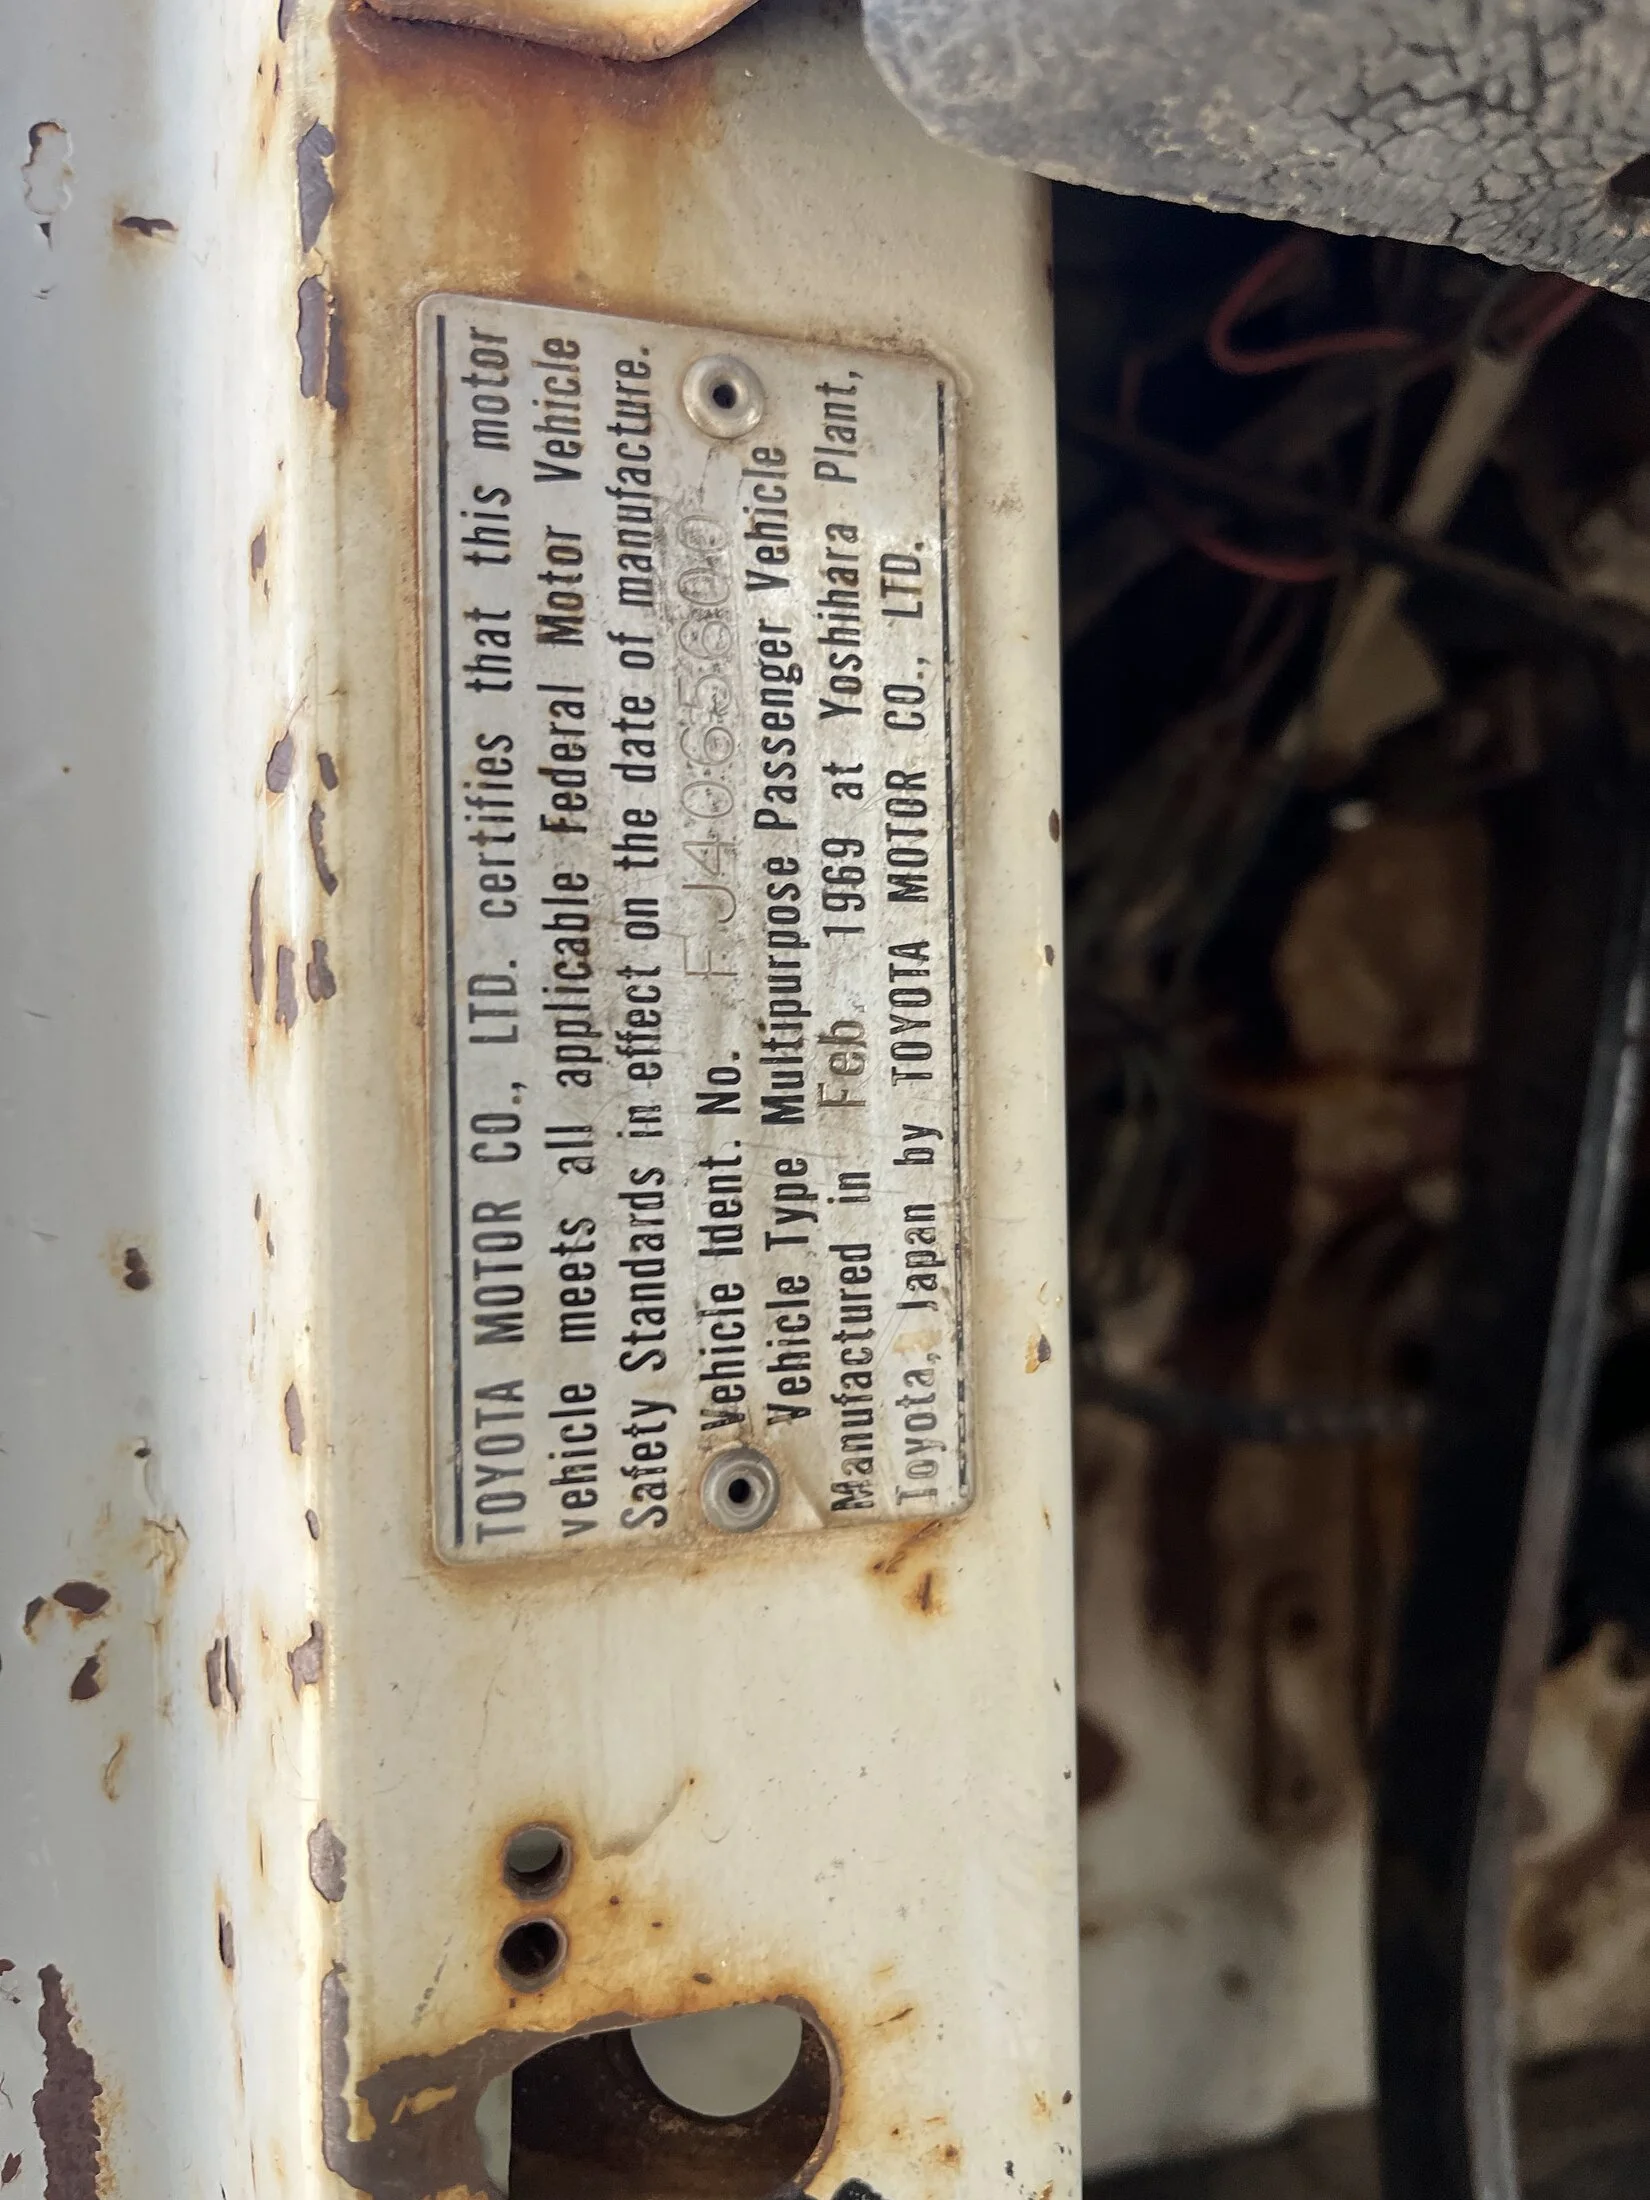 TOYOTA MOTOR CO., LTD. certifies that this motor
vehicle meets all applicable Federal Motor Vehicle
Safety Standards in effect on the date of manufacture.
Vehicle Ident. No. FJ4065800
Vehicle Type Multipurpose Passenger Vehicle
Manufactured in Feb. 1969 at Yoshihara Plant,
Toyota, Japan by TOYOTA MOTOR CO., LTD.